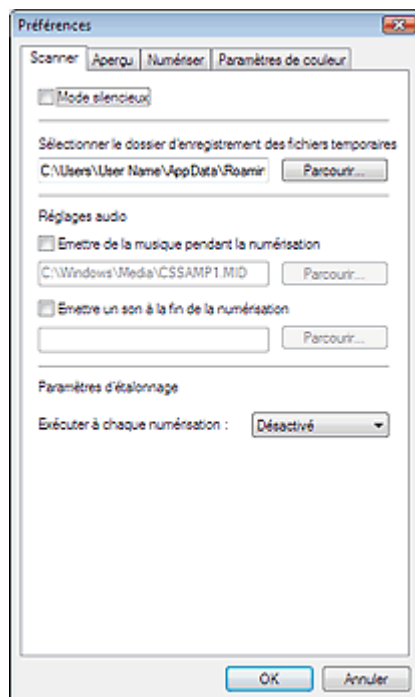 Préférences
Scanner Aperçu Numériser Paramètres de couleur
Mode silencieux
Sélectionner le dossier d'enregistrement des fichiers temporaires
C:\Users\User Name\AppData\Roamir Parcourir...
Réglages audio
Emettre de la musique pendant la numérisation
C:\Windows\Media\CSSAMP1.MID Parcourir...
Emettre un son à la fin de la numérisation
Parcourir...
Paramètres d'étalonnage
Exécuter à chaque numérisation : Désactivé
OK Annuler